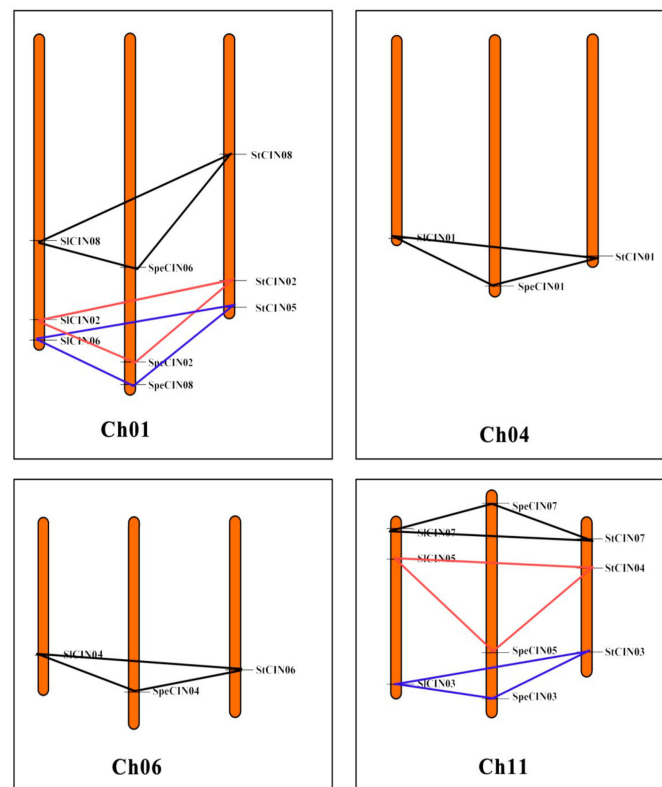 StCIN08
SlCIN08
SpeCIN06
StCIN02
StCIN05
SlCIN02
SlCIN06
SpeCIN02
SpeCIN08
Ch01
SlCIN01
StCIN01
SpeCIN01
Ch04
SlCIN04
StCIN06
SpeCIN04
Ch06
SpeCIN07
SlCIN07
StCIN07
SlCIN05
StCIN04
SpeCIN05
StCIN03
SlCIN03
SpeCIN03
Ch11